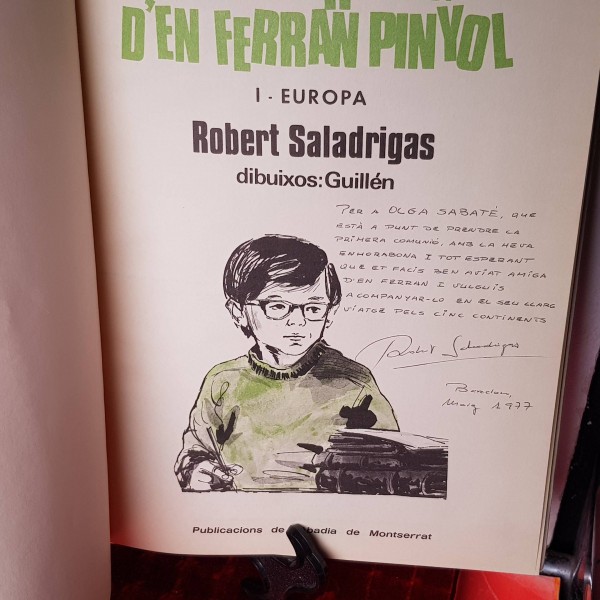 D'EN FERRAN PINYOL
I - EUROPA
Robert Saladrigas
dibuixos: Guillén
PER A OLGA SABATÉ, QUE
ESTÀ A PUNT DE PRENDRE LA
PRIMERA COMUNIÓ, AMB LA MEVA
ENHORABONA I TOT ESPERANT
QUE ET FACIS BEN AVIAT AMIGA
D'EN FERRAN I VULGUIS
ACOMPANYAR-LO EN EL SEU LLARG
VIATGE PELS CINC CONTINENTS
Robert Saladrigas
Barcelona,
Maig 1977
Publicacions de Abadia de Montserrat